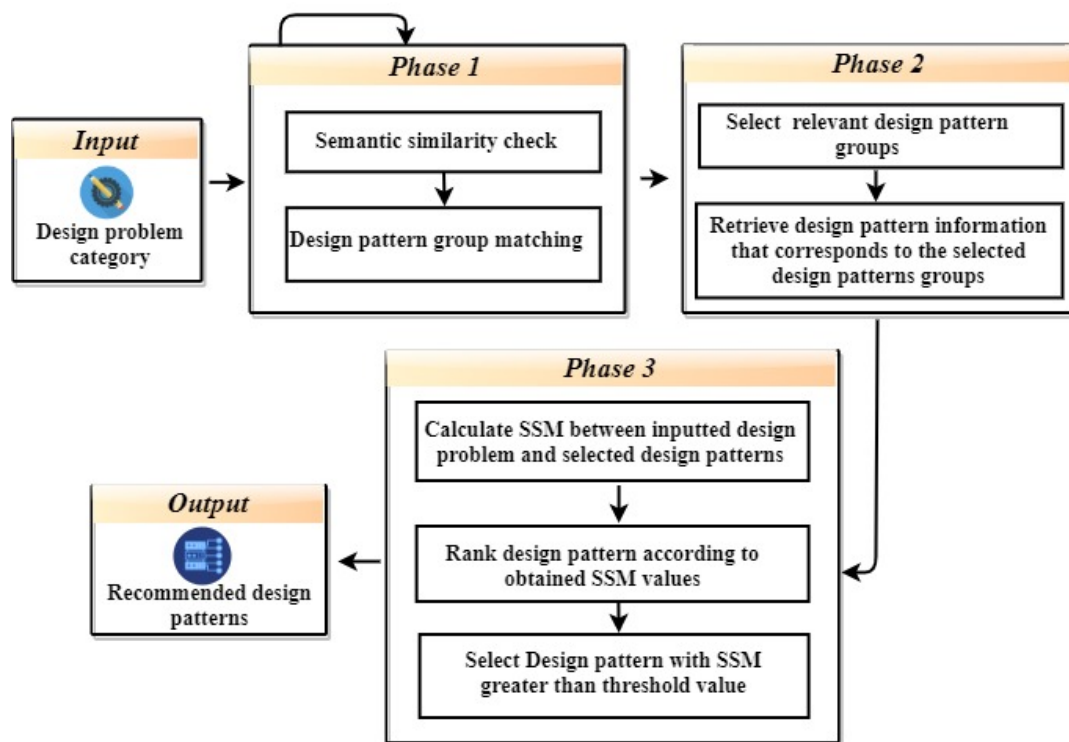 Input
Design problem
category
Phase 1
Semantic similarity check
Design pattern group matching
Phase 2
Select relevant design pattern
groups
Retrieve design pattern information
that corresponds to the selected
design patterns groups
Phase 3
Calculate SSM between inputted design
problem and selected design patterns
Rank design pattern according to
obtained SSM values
Select Design pattern with SSM
greater than threshold value
Output
Recommended design
patterns